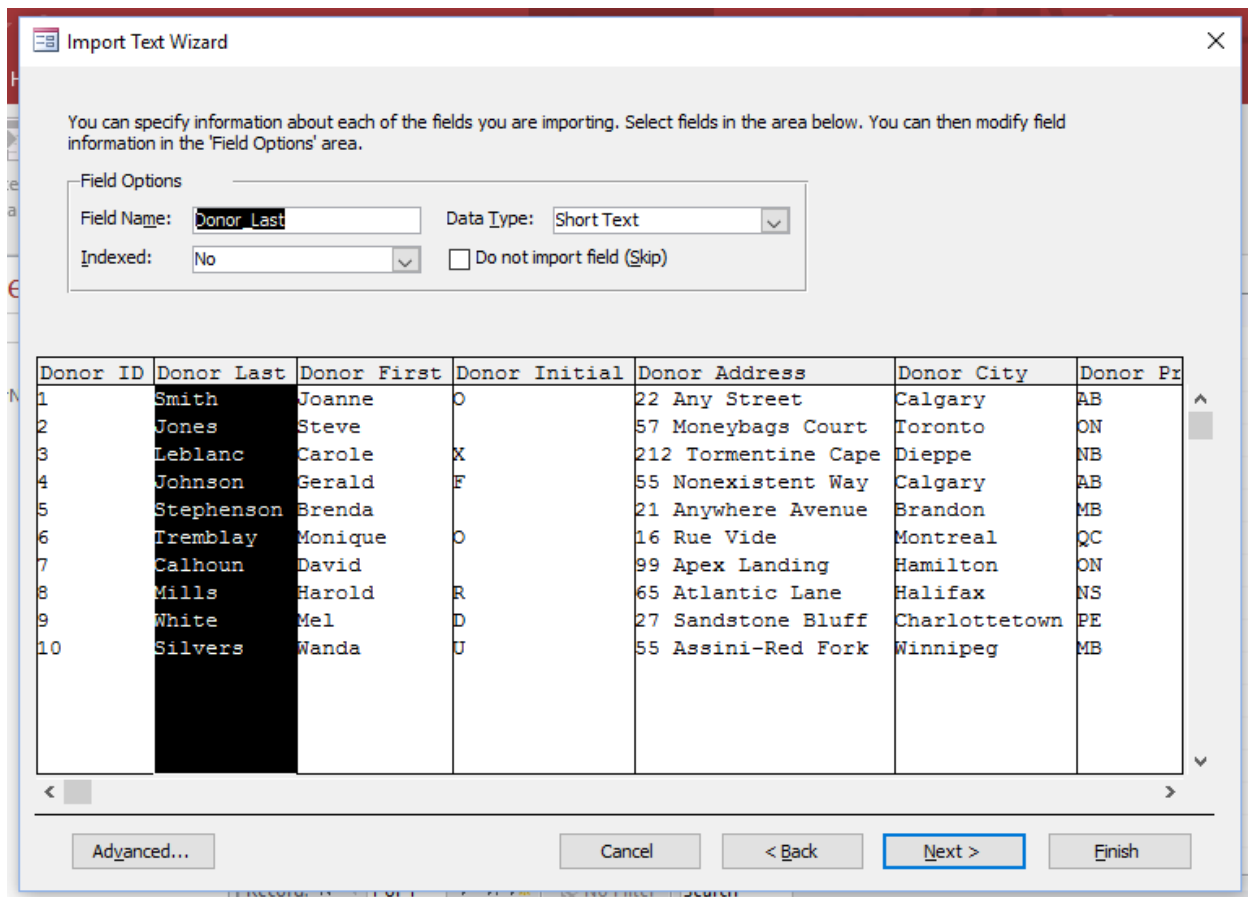 Import Text Wizard
You can specify information about each of the fields you are importing. Select fields in the area below. You can then modify field
information in the 'Field Options' area.
Field Options
Field Name: Donor_Last Data Type: Short Text
Indexed: No Do not import field (Skip)
Donor ID Donor Last Donor First Donor Initial Donor Address Donor City Donor Pr
1 Smith Joanne O 22 Any Street Calgary AB
2 Jones Steve 57 Moneybags Court Toronto ON
3 Leblanc Carole X 212 Tormentine Cape Dieppe NB
4 Johnson Gerald F 55 Nonexistent Way Calgary AB
5 Stephenson Brenda 21 Anywhere Avenue Brandon MB
6 Tremblay Monique O 16 Rue Vide Montreal QC
7 Calhoun David 99 Apex Landing Hamilton ON
8 Mills Harold R 65 Atlantic Lane Halifax NS
9 White Mel D 27 Sandstone Bluff Charlottetown PE
10 Silvers Wanda U 55 Assini-Red Fork Winnipeg MB
Advanced... Cancel < Back Next > Finish